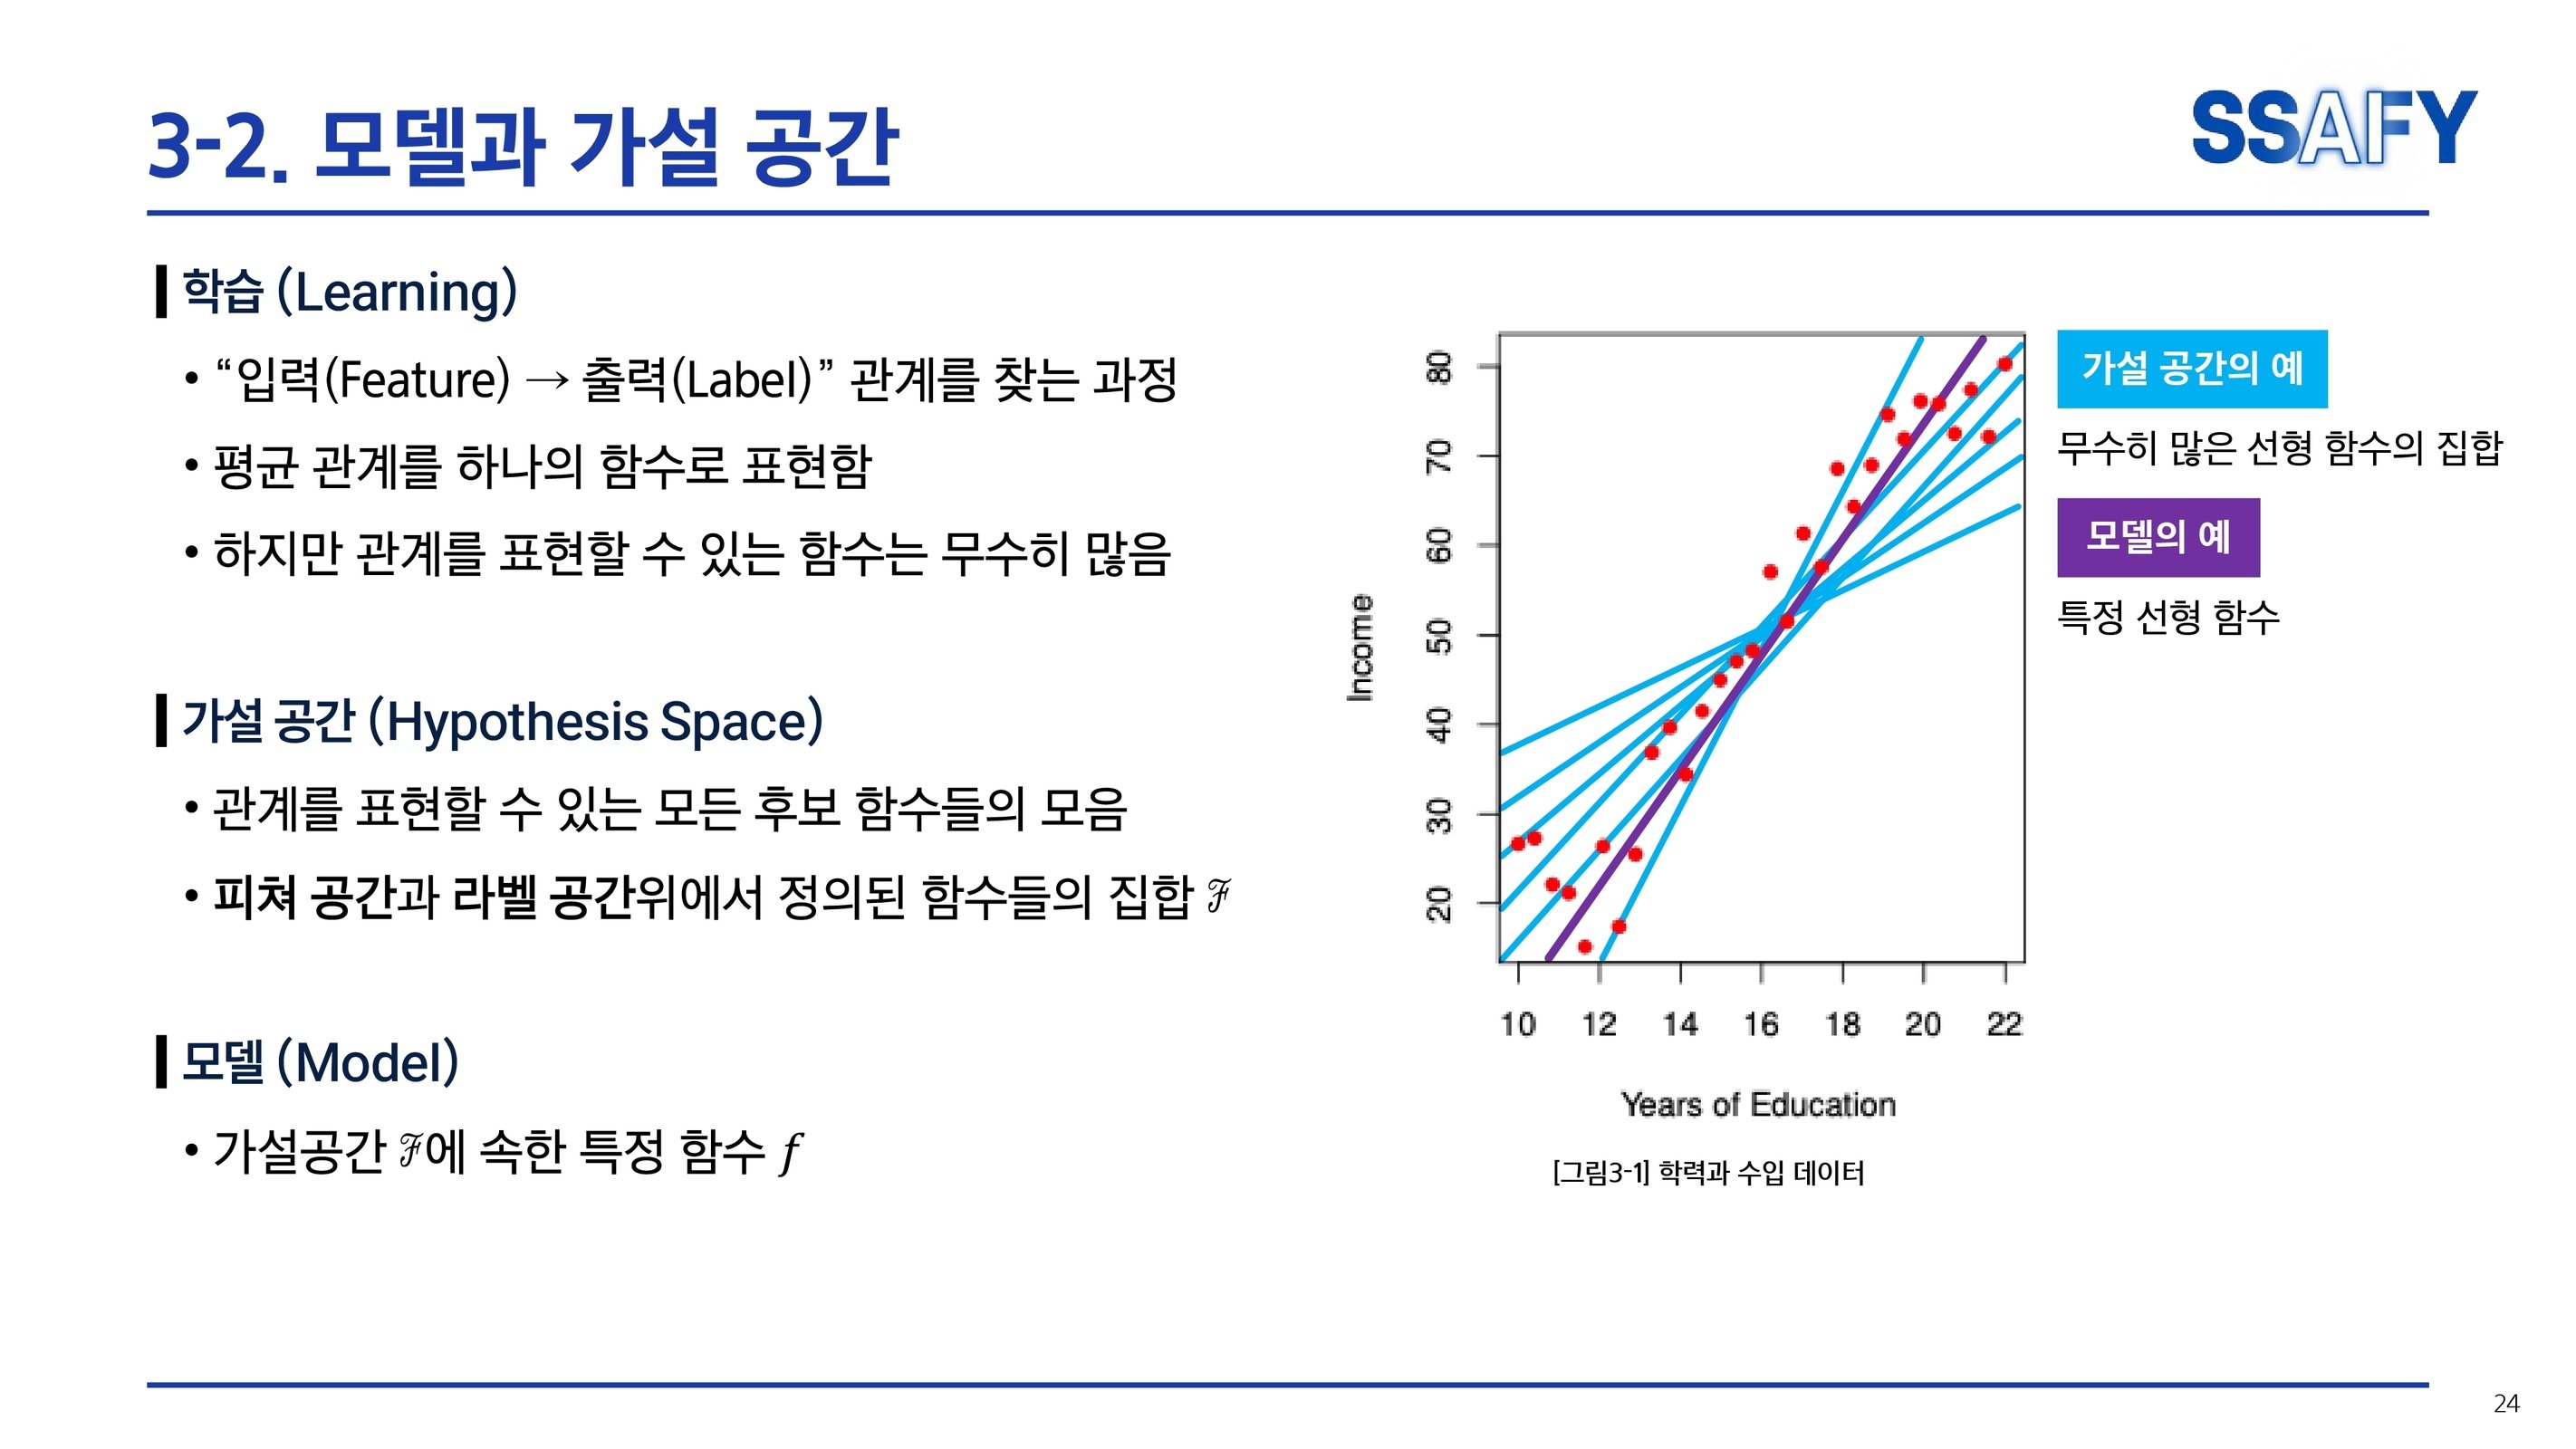 3-2. 모델과 가설 공간
SSAFY
학습 (Learning)
• “입력(Feature) → 출력(Label)” 관계를 찾는 과정
• 평균 관계를 하나의 함수로 표현함
• 하지만 관계를 표현할 수 있는 함수는 무수히 많음
가설 공간 (Hypothesis Space)
• 관계를 표현할 수 있는 모든 후보 함수들의 모음
• 피쳐 공간과 라벨 공간위에서 정의된 함수들의 집합 ℱ
모델 (Model)
• 가설공간 ℱ에 속한 특정 함수 f
Income
80
70
60
50
40
30
20
10 12 14 16 18 20 22
Years of Education
[그림3-1] 학력과 수입 데이터
가설 공간의 예
무수히 많은 선형 함수의 집합
모델의 예
특정 선형 함수
24